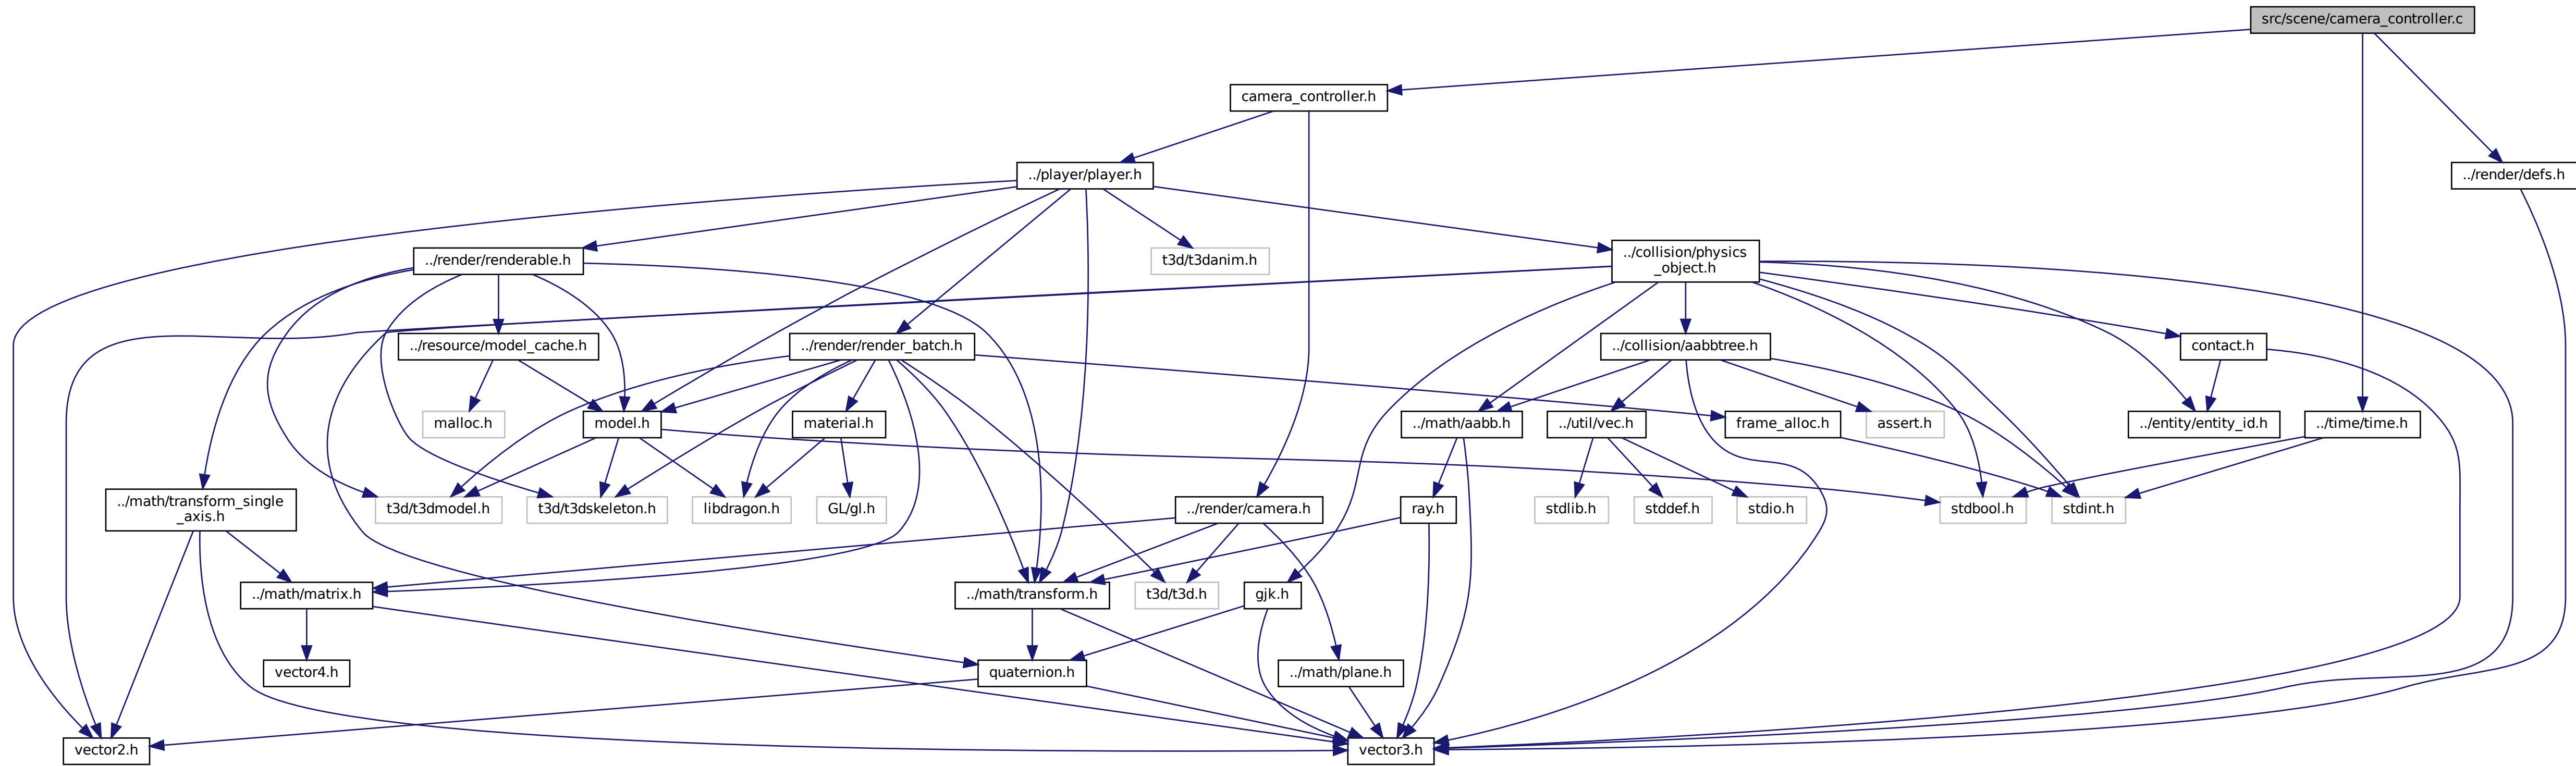 src/scene/camera_controller.c
camera_controller.h
../player/player.h
../render/defs.h
../render/renderable.h
t3d/t3danim.h
../collision/physics
_object.h
../resource/model_cache.h
../render/render_batch.h
../collision/aabbtree.h
contact.h
malloc.h
model.h
material.h
../math/aabb.h
../util/vec.h
frame_alloc.h
assert.h
../entity/entity_id.h
../time/time.h
../math/transform_single
_axis.h
t3d/t3dmodel.h
t3d/t3dskeleton.h
libdragon.h
GL/gl.h
../render/camera.h
ray.h
stdlib.h
stddef.h
stdio.h
stdbool.h
stdint.h
../math/matrix.h
../math/transform.h
t3d/t3d.h
gjk.h
vector4.h
quaternion.h
../math/plane.h
vector2.h
vector3.h